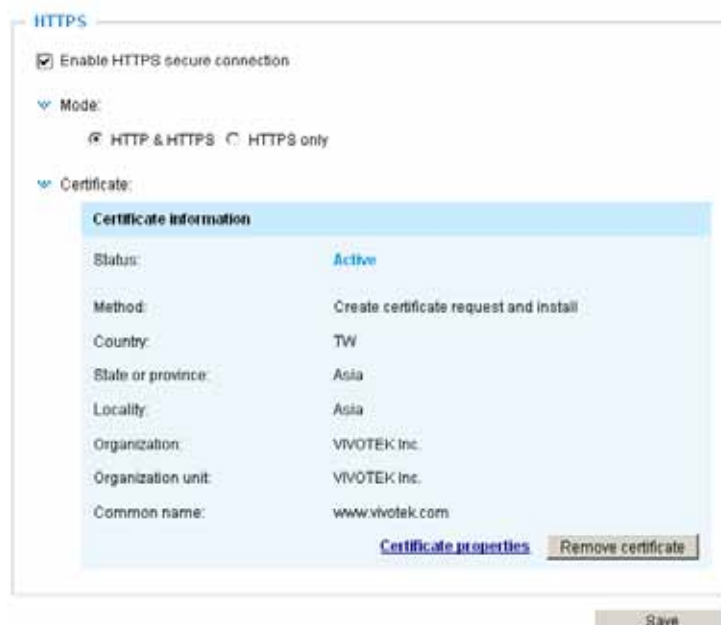 HTTPS
Enable HTTPS secure connection
Mode:
HTTP & HTTPS HTTPS only
Certificate:
Certificate information
Status: Active
Method: Create certificate request and install
Country: TW
State or province: Asia
Locality: Asia
Organization: VIVOTEK Inc.
Organization unit: VIVOTEK Inc.
Common name: www.vivotek.com
Certificate properties Remove certificate
Save